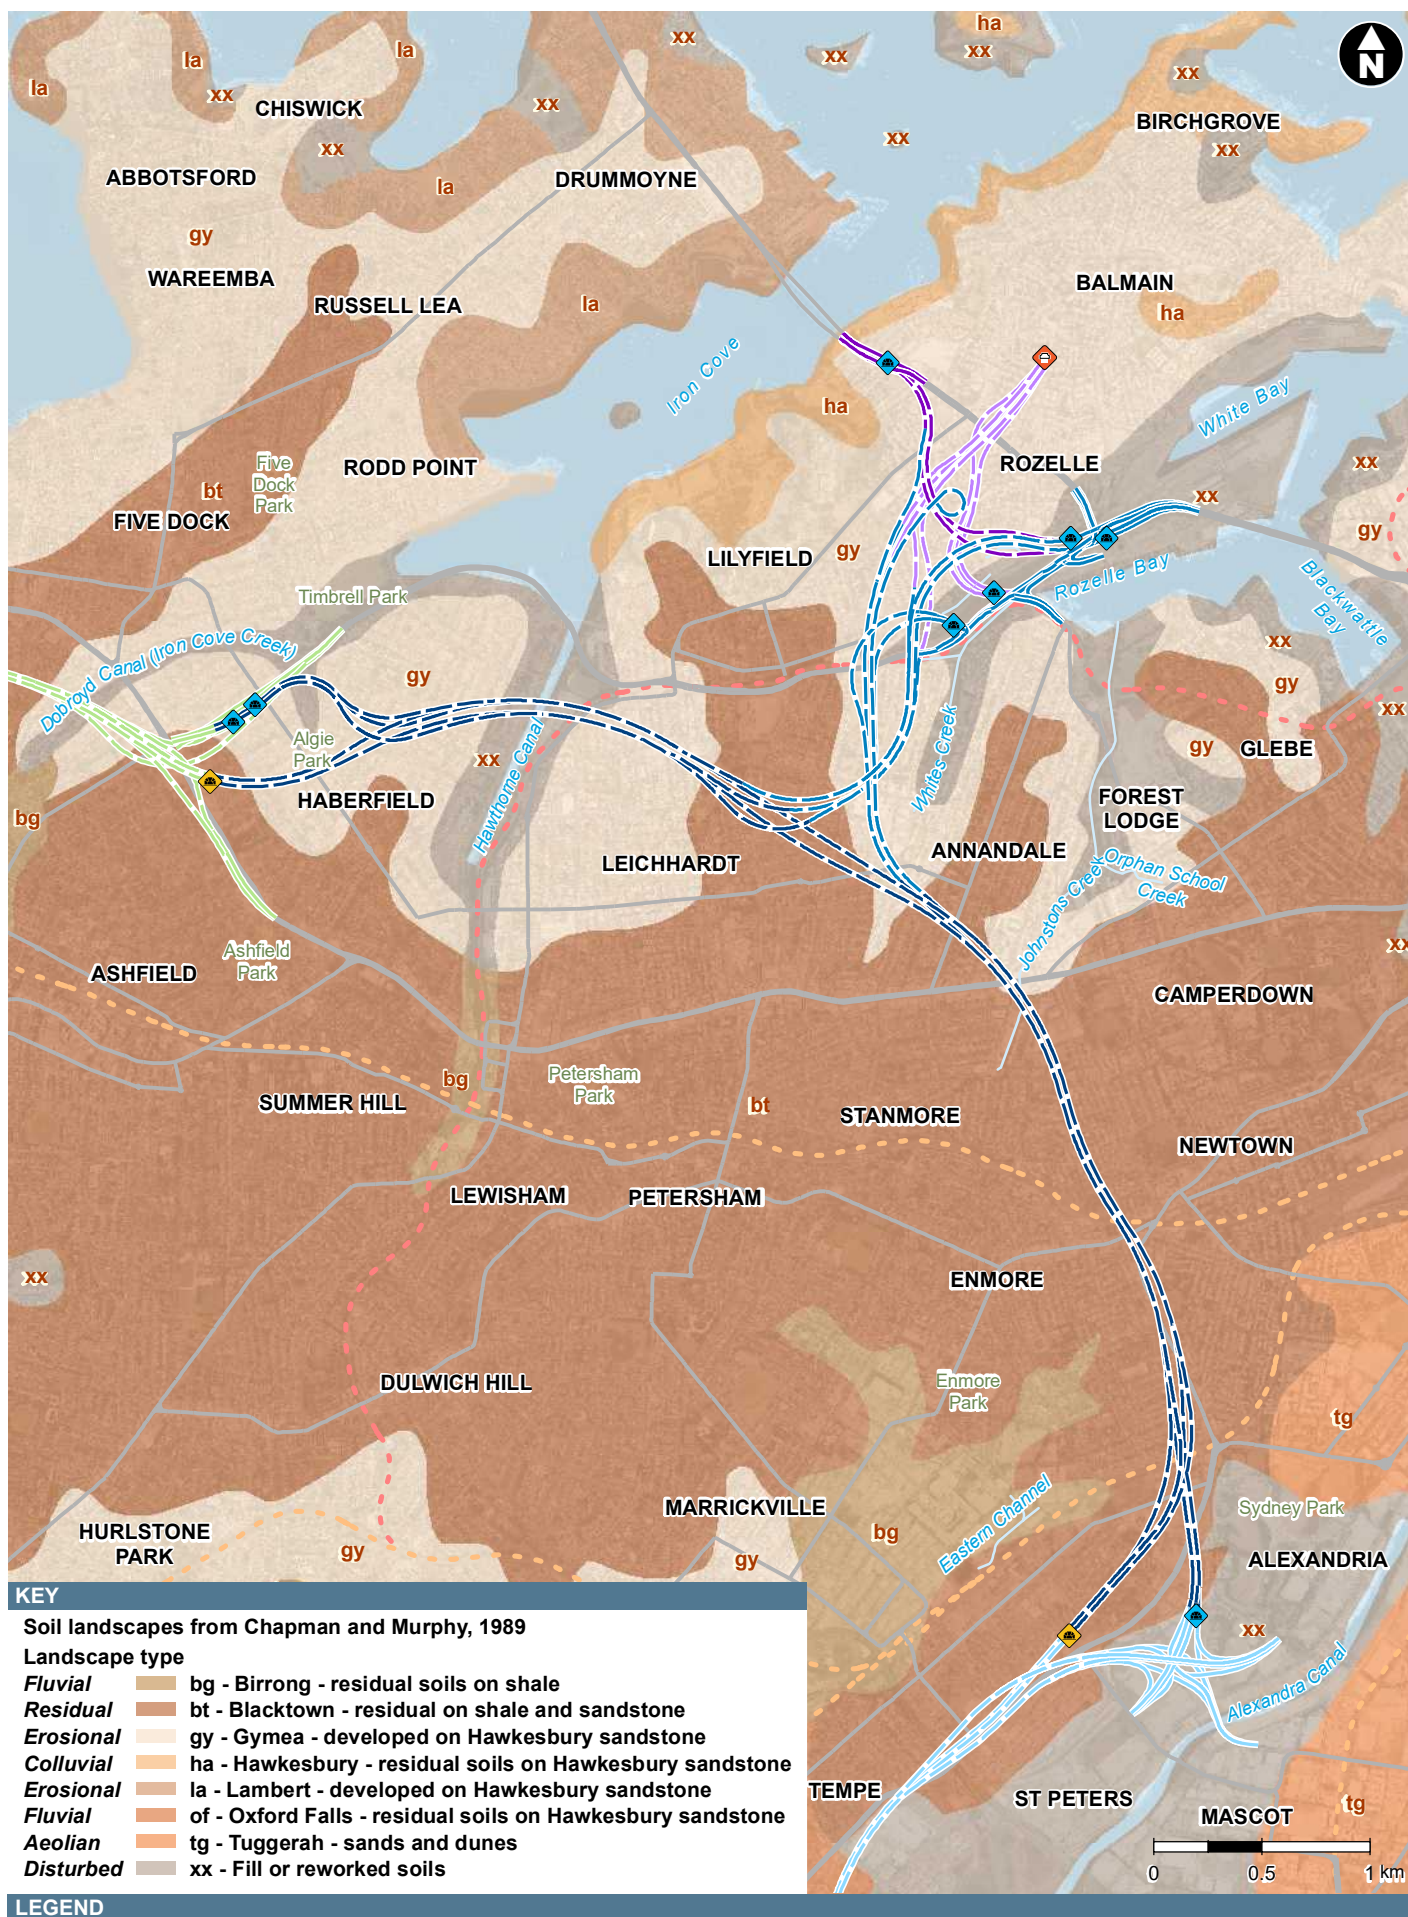 ha
xx
xx
xx
la
la
N
xx
la
xx
xx
CHISWICK
BIRCHGROVE
xx
xx
xx
ABBOTSFORD
la
DRUMMOYNE
gy
WAREEMBA
BALMAIN
RUSSELL LEA
la
ha
Iron Cove
White Bay
ha
Five
Dock
Park
RODD POINT
ROZELLE
xx
bt
xx
FIVE DOCK
gy
LILYFIELD
gy
Rozelle Bay
Blackwattle
Bay
Timbrell Park
Dobroyd Canal (Iron Cove Creek)
xx
gy
gy
xx
Algie
Park
Whites Creek
gy
GLEBE
xx
Hawthorne Canal
HABERFIELD
FOREST
LODGE
bg
LEICHHARDT
ANNANDALE
Johnstons Creek
Orphan School
Creek
Ashfield
Park
ASHFIELD
xx
CAMPERDOWN
Petersham
Park
bg
SUMMER HILL
bt
STANMORE
NEWTOWN
LEWISHAM
PETERSHAM
xx
ENMORE
DULWICH HILL
Enmore
Park
tg
MARRICKVILLE
Sydney Park
HURLSTONE
PARK
gy
gy
bg
Eastern Channel
ALEXANDRIA
xx
Alexandra Canal
TEMPE
ST PETERS
MASCOT
tg
0 0.5 1 km
KEY
Soil landscapes from Chapman and Murphy, 1989
Landscape type
Fluvial bg - Birrong - residual soils on shale
Residual bt - Blacktown - residual on shale and sandstone
Erosional gy - Gymea - developed on Hawkesbury sandstone
Colluvial ha - Hawkesbury - residual soils on Hawkesbury sandstone
Erosional la - Lambert - developed on Hawkesbury sandstone
Fluvial of - Oxford Falls - residual soils on Hawkesbury sandstone
Aeolian tg - Tuggerah - sands and dunes
Disturbed xx - Fill or reworked soils
LEGEND